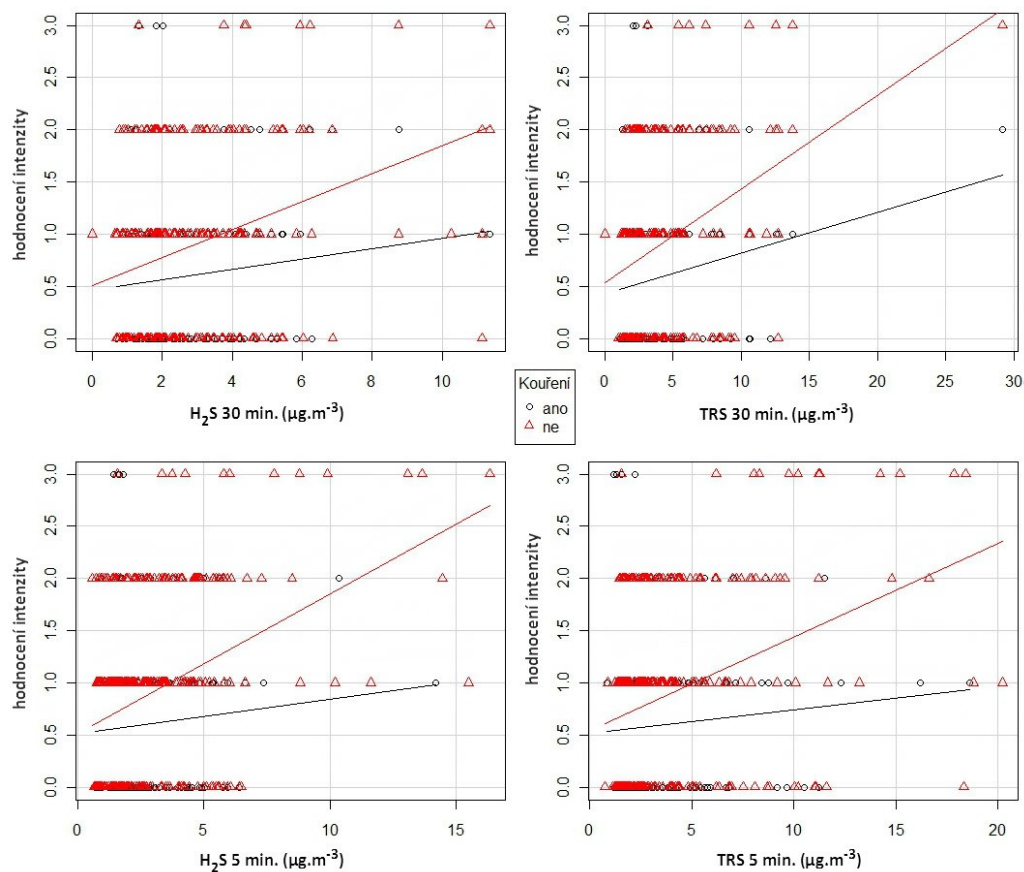 hodnocení intenzity
3.0
2.5
2.0
1.5
1.0
0.5
0.0
0 2 4 6 8 10
H₂S 30 min. (µg.m⁻³)
hodnocení intenzity
3.0
2.5
2.0
1.5
1.0
0.5
0.0
0 5 10 15 20 25 30
TRS 30 min. (µg.m⁻³)
Kouření
ano
ne
hodnocení intenzity
3.0
2.5
2.0
1.5
1.0
0.5
0.0
0 5 10 15
H₂S 5 min. (µg.m⁻³)
hodnocení intenzity
3.0
2.5
2.0
1.5
1.0
0.5
0.0
0 5 10 15 20
TRS 5 min. (µg.m⁻³)